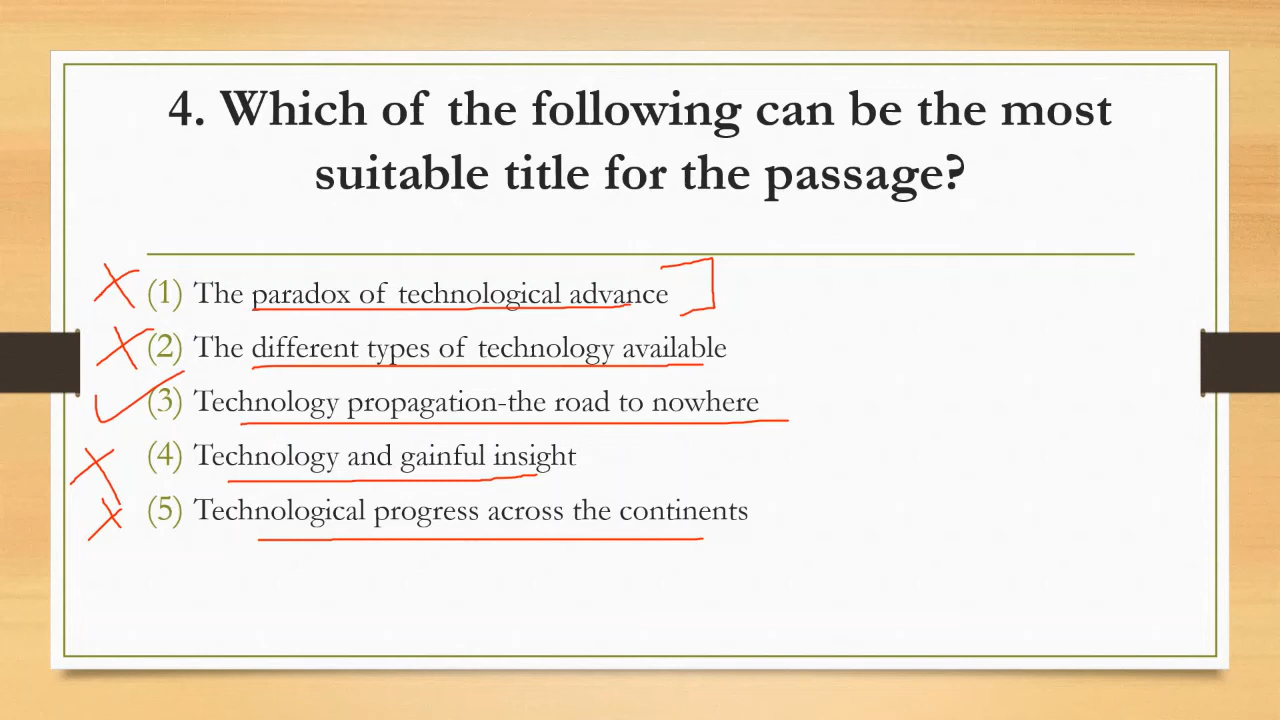 4. Which of the following can be the most
suitable title for the passage?
(1) The paradox of technological advance
(2) The different types of technology available
(3) Technology propagation-the road to nowhere
(4) Technology and gainful insight
(5) Technological progress across the continents